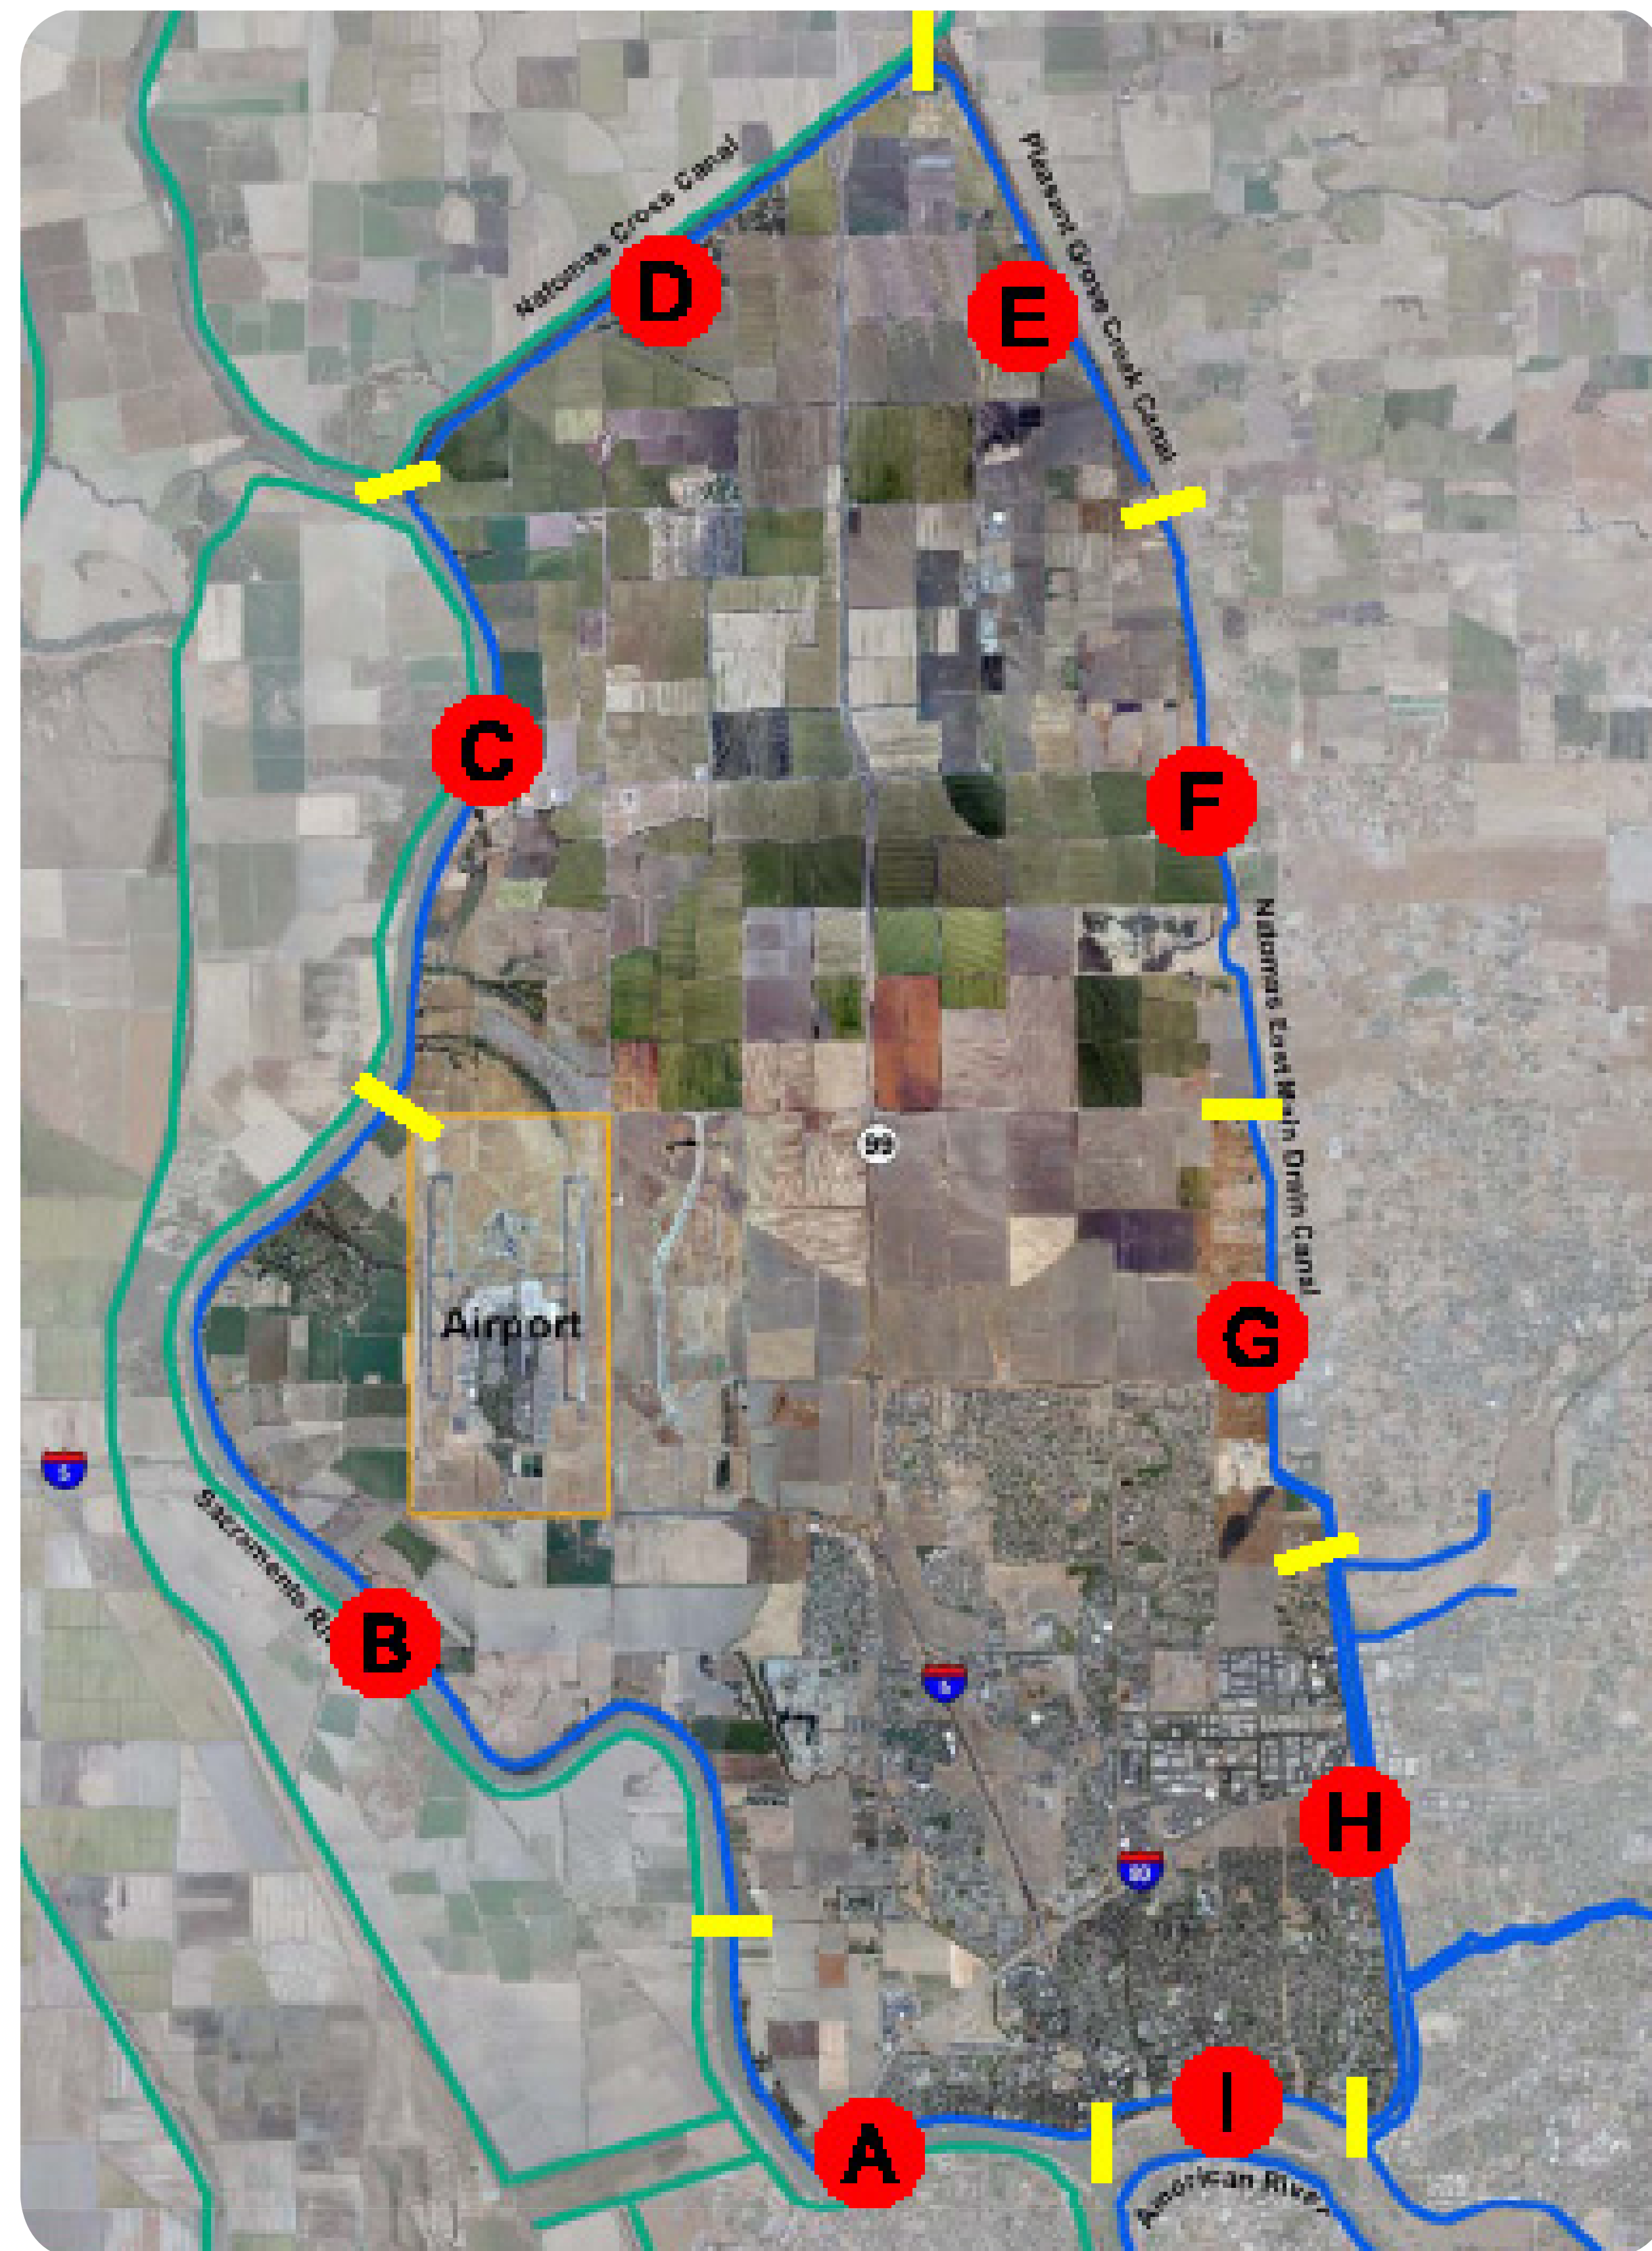 Natomas Cross Canal
Pleasant Grove Creek Canal
D
E
C
F
Natomas East Main Drain Canal
99
Airport
G
5
Sacramento
B
5
H
80
I
A
American River